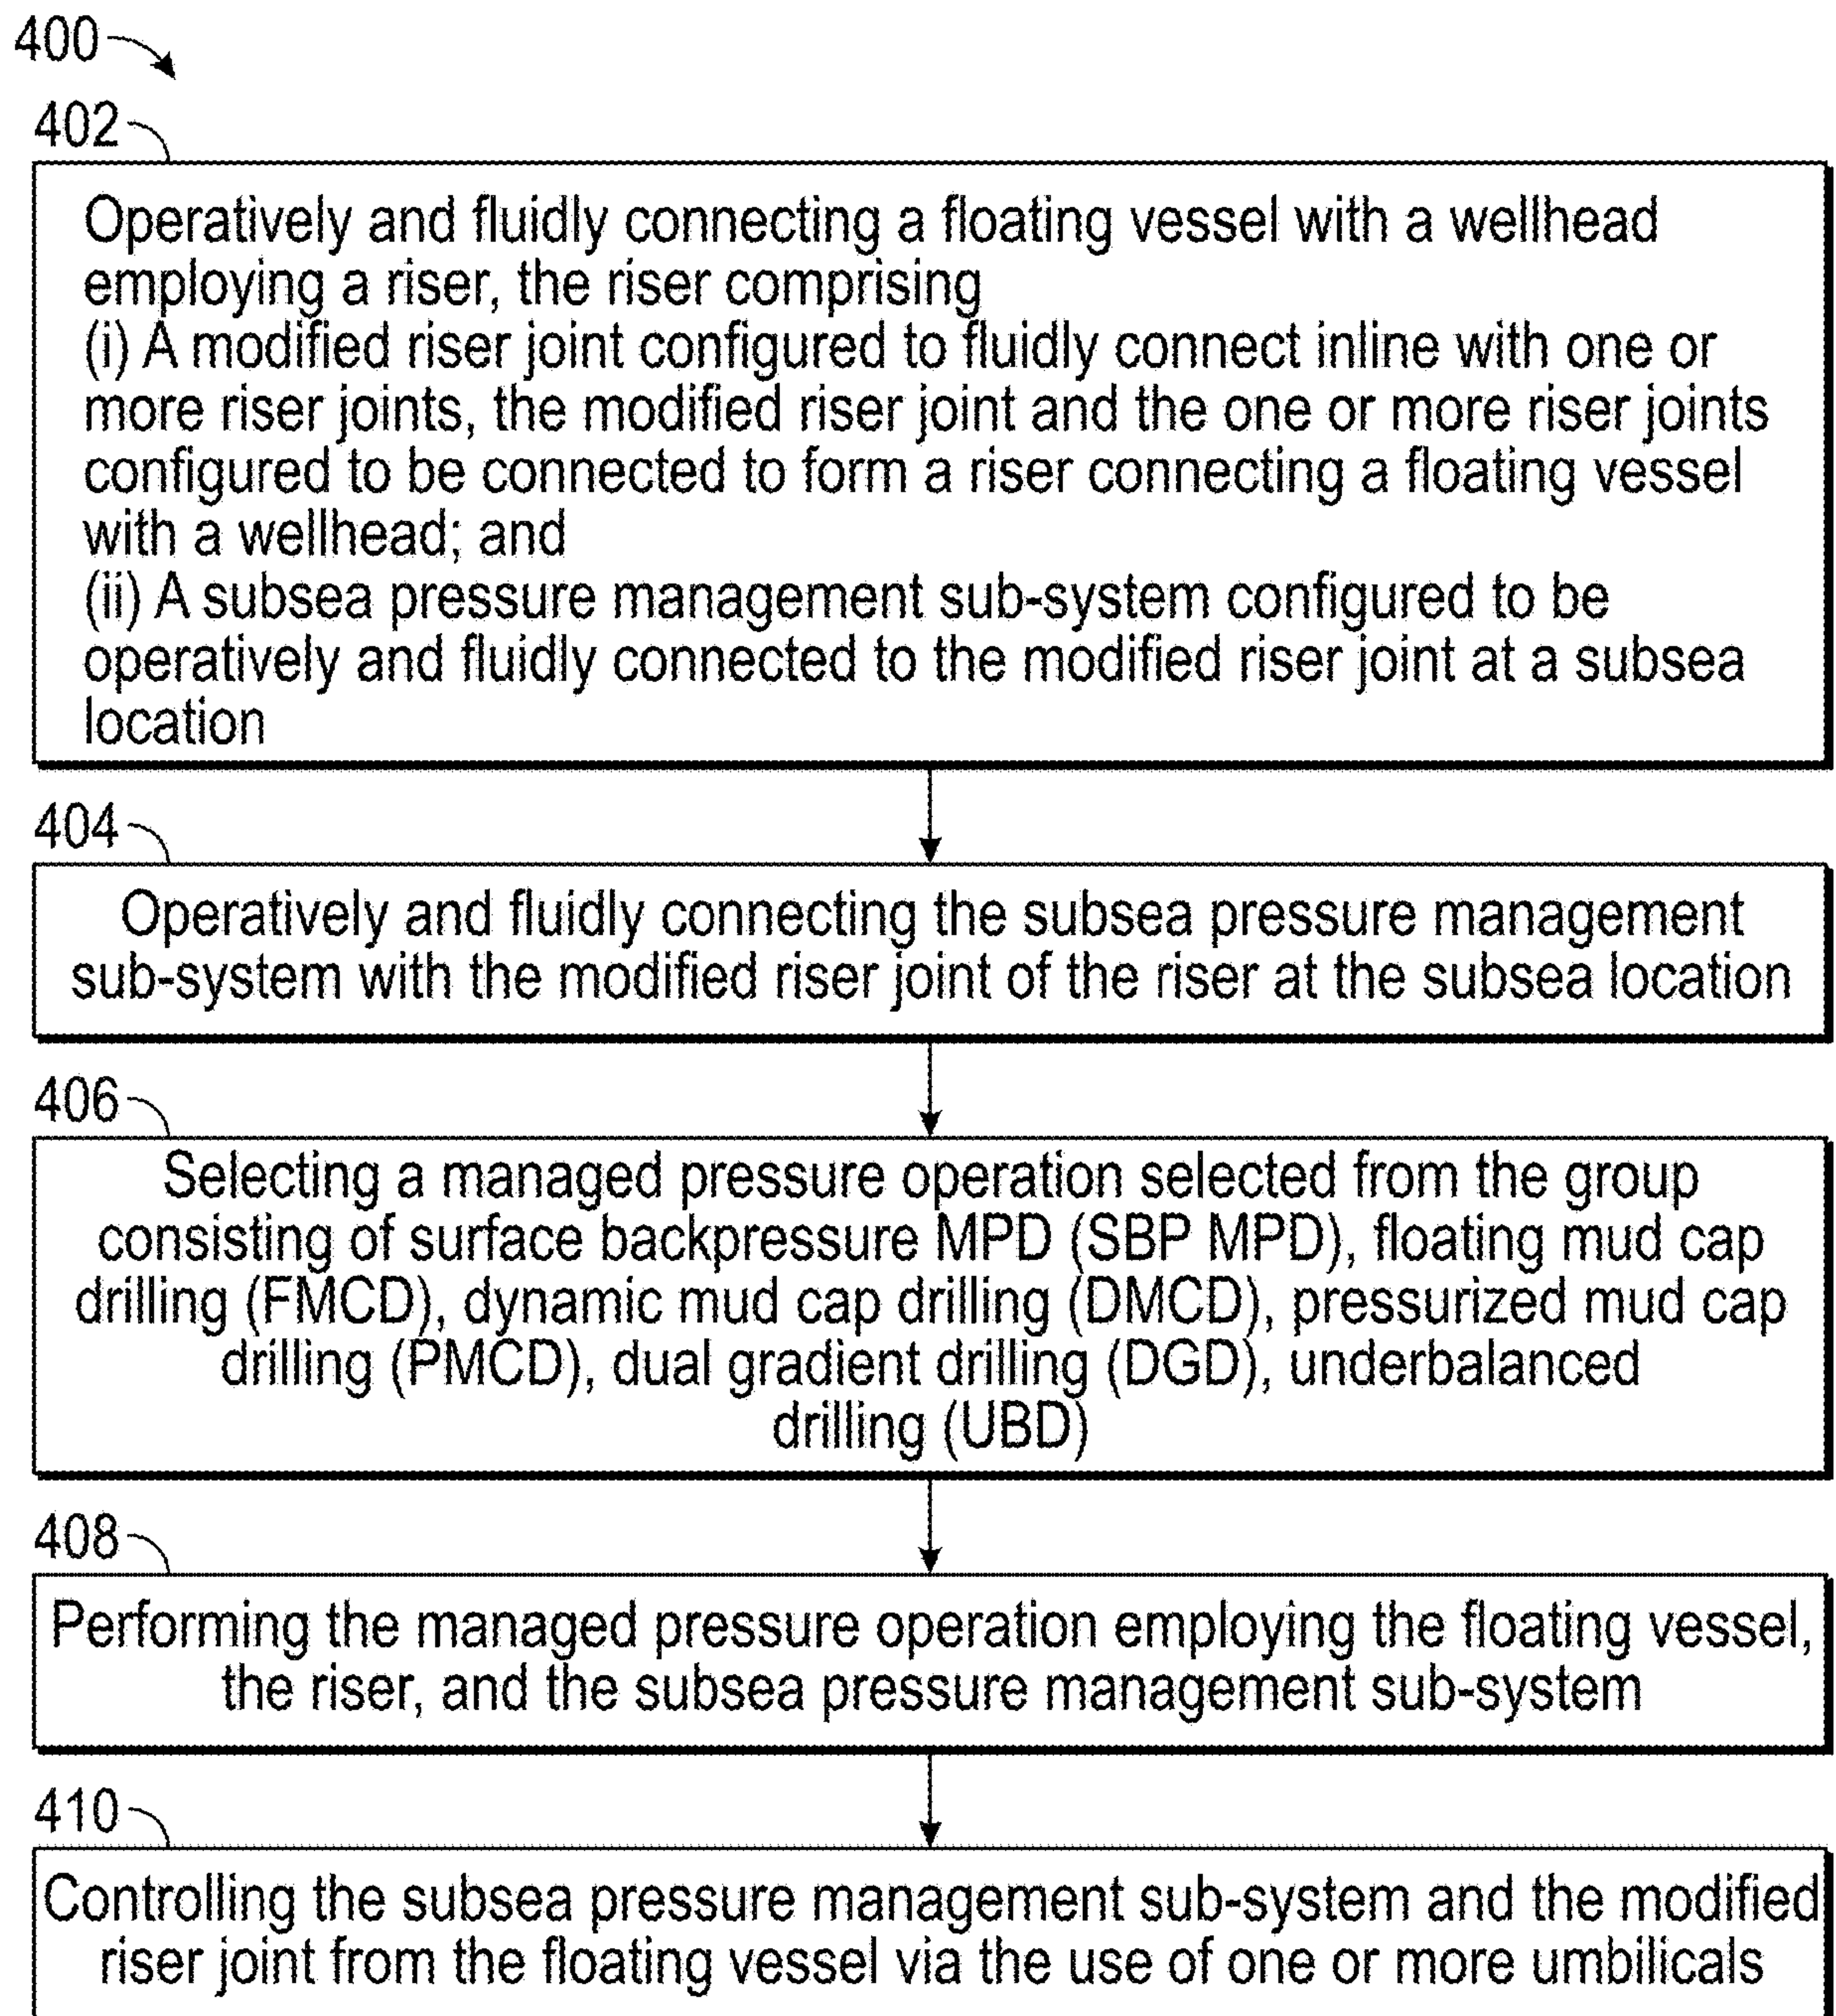 400
402
Operatively and fluidly connecting a floating vessel with a wellhead
employing a riser, the riser comprising
(i) A modified riser joint configured to fluidly connect inline with one or
more riser joints, the modified riser joint and the one or more riser joints
configured to be connected to form a riser connecting a floating vessel
with a wellhead; and
(ii) A subsea pressure management sub-system configured to be
operatively and fluidly connected to the modified riser joint at a subsea
location
404
Operatively and fluidly connecting the subsea pressure management
sub-system with the modified riser joint of the riser at the subsea location
406
Selecting a managed pressure operation selected from the group
consisting of surface backpressure MPD (SBP MPD), floating mud cap
drilling (FMCD), dynamic mud cap drilling (DMCD), pressurized mud cap
drilling (PMCD), dual gradient drilling (DGD), underbalanced
drilling (UBD)
408
Performing the managed pressure operation employing the floating vessel,
the riser, and the subsea pressure management sub-system
410
Controlling the subsea pressure management sub-system and the modified
riser joint from the floating vessel via the use of one or more umbilicals